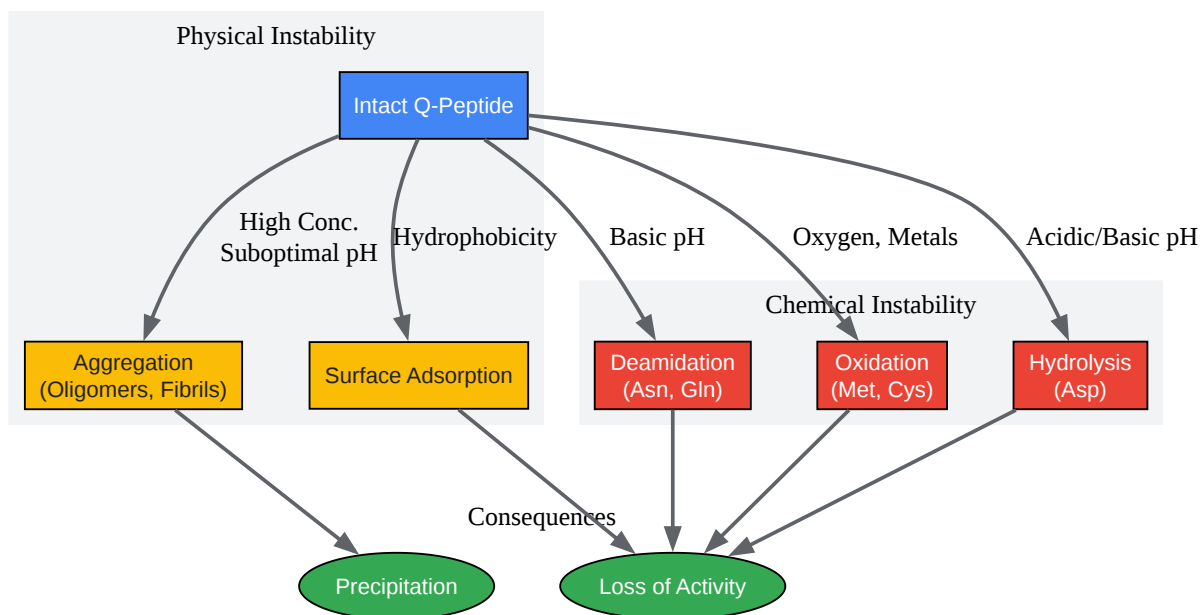 Physical Instability
Intact Q-Peptide
High Conc.
Suboptimal pH
Hydrophobicity
Basic pH
Oxygen, Metals
Acidic/Basic pH
Chemical Instability
Aggregation
(Oligomers, Fibrils)
Surface Adsorption
Deamidation
(Asn, Gln)
Oxidation
(Met, Cys)
Hydrolysis
(Asp)
Consequences
Precipitation
Loss of Activity